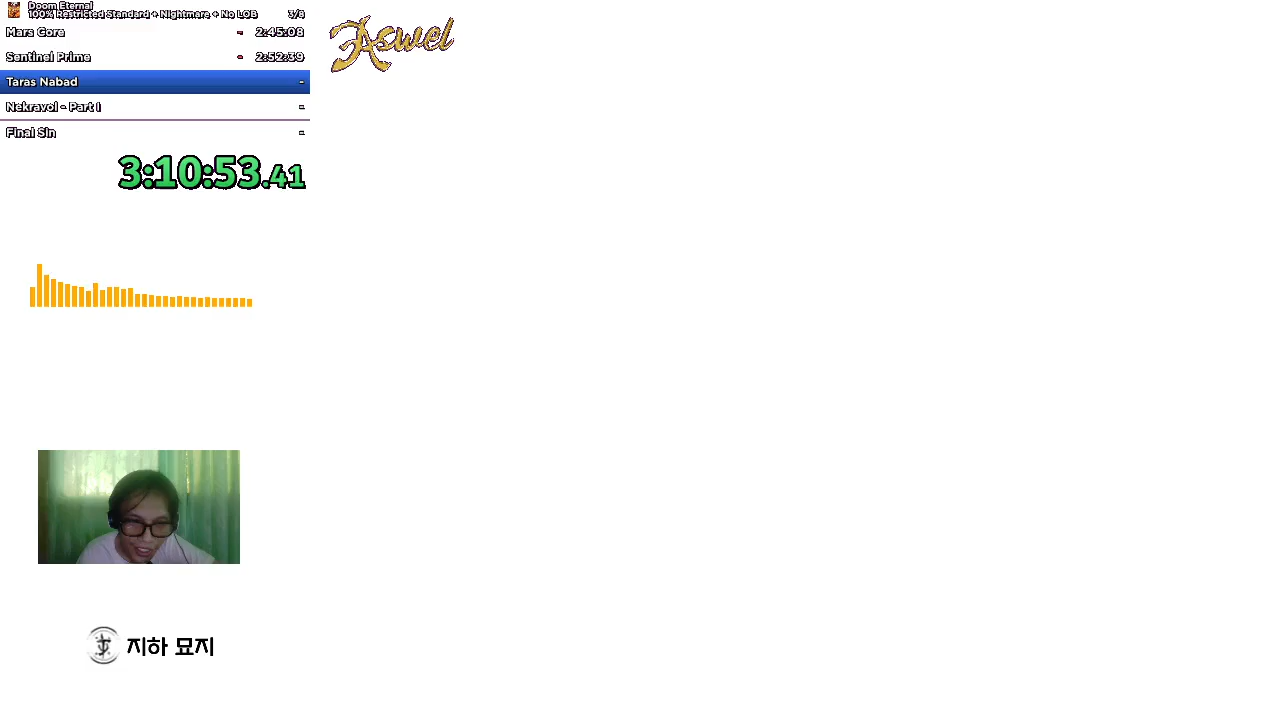 Doom Eternal
100% Restricted Standard + Nightmare + No LOB 3/8
Mars Core - 2:45:08
Sentinel Prime - 2:52:39
Taras Nabad -
Nekravol - Part I -
Final Sin -
3:10:53.41
Aswel
지하 묘지